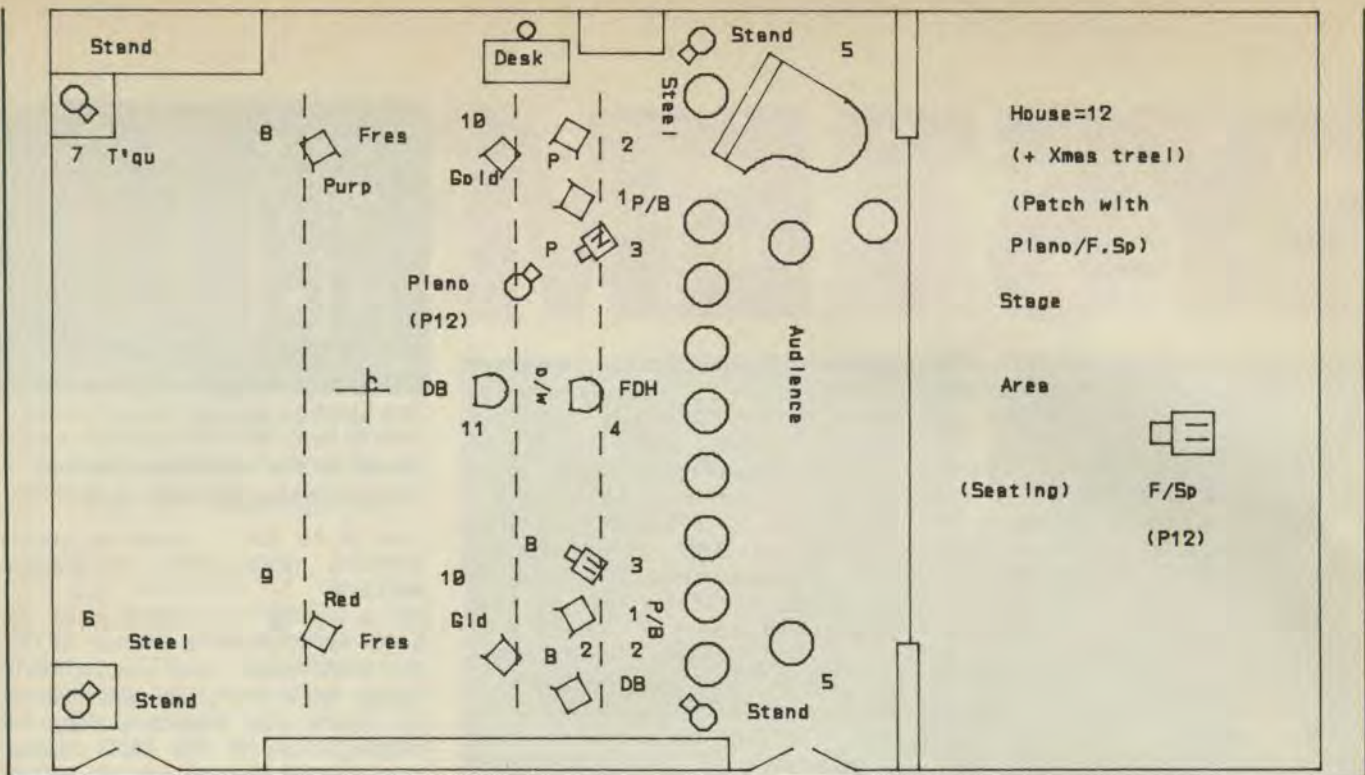 Stand
Desk
Stand
5
Steel
House=12
(+ Xmas tree!)
(Patch with
Piano/F.Sp)
Stage
Area
(Seating)
F/Sp
(P12)
7 T'qu
8 Fres
Purp
10
Gold
P 2
1 P/B
P 3
Piano
(P12)
Audience
C
DB
O/W
FDH
11
4
B 3
9
10
Red
Fres
Gld
1 P/B
B 2 2
DB
6
Steel
Stand
5
Stand